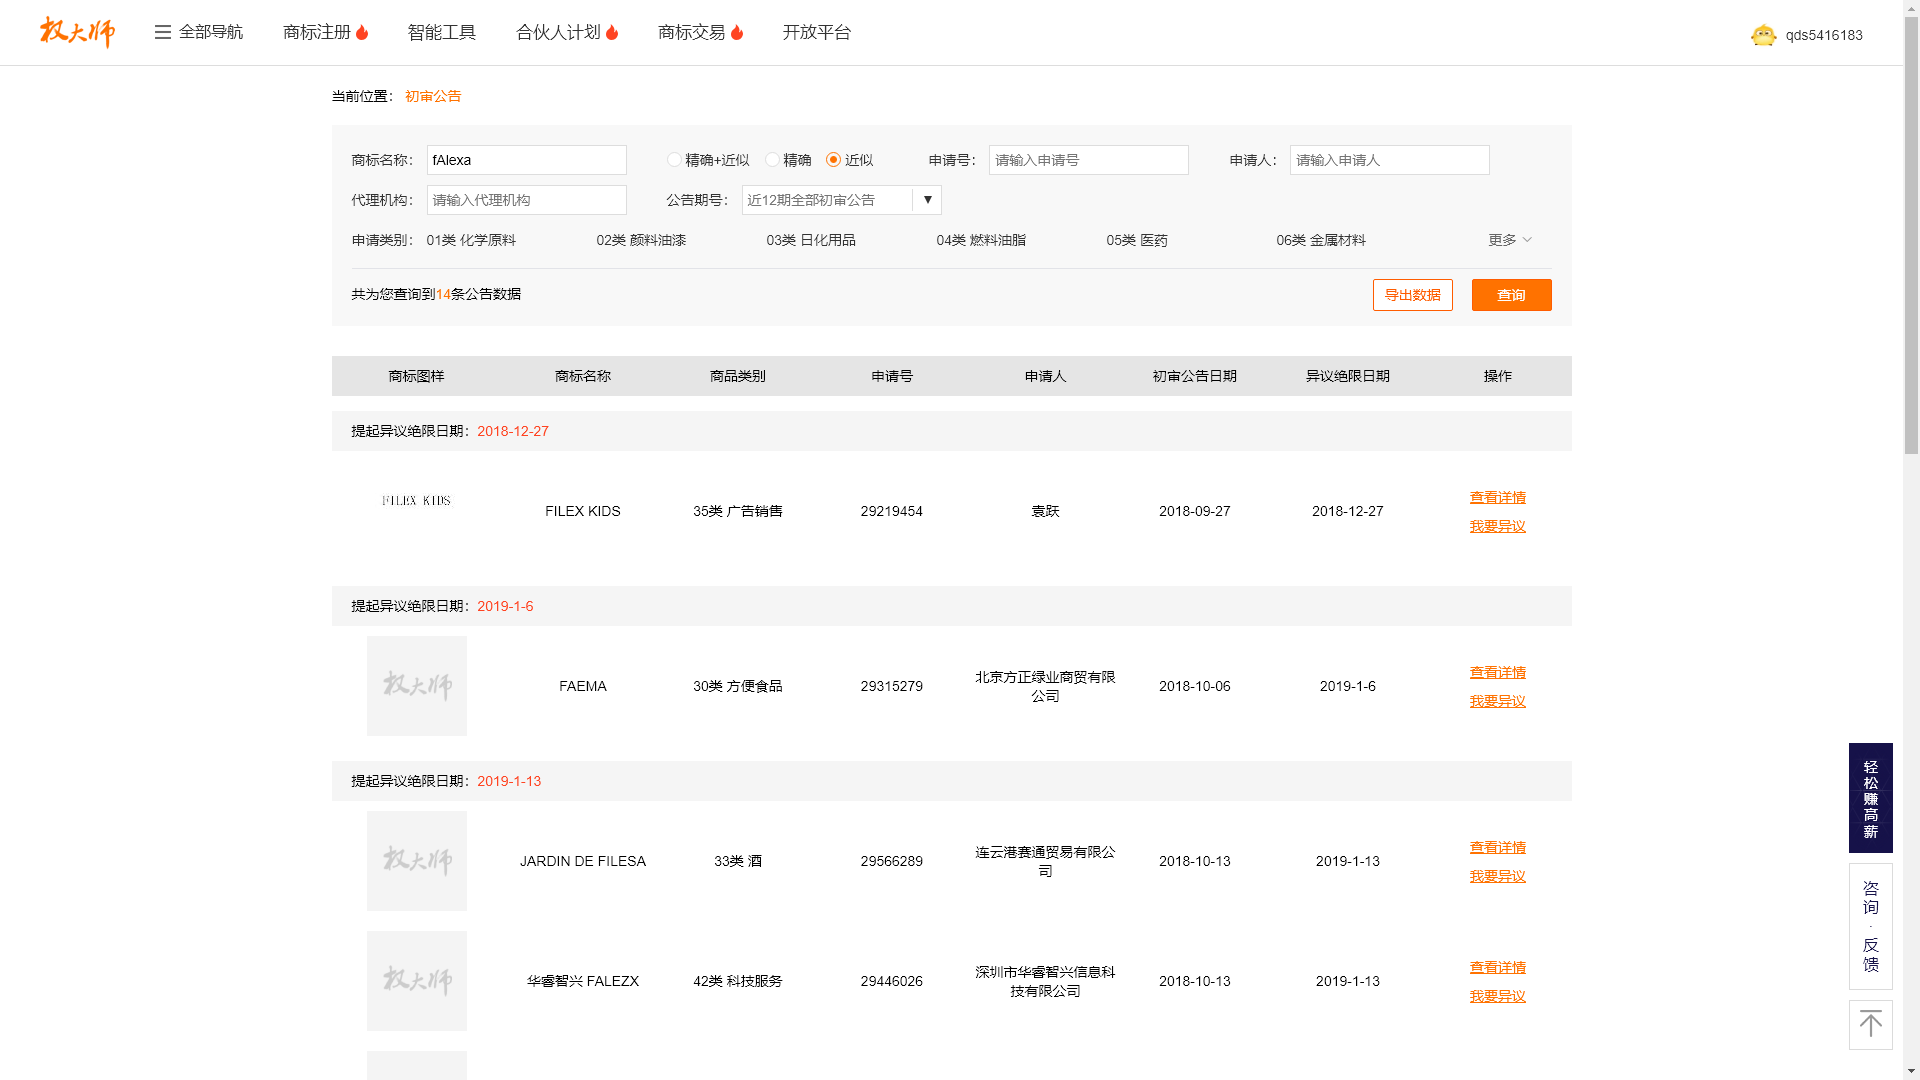 权大师 全部导航 商标注册 智能工具 合伙人计划 商标交易 开放平台 qds5416183
当前位置： 初审公告
商标名称： fAlexa 精确+近似 精确 近似 申请号： 请输入申请号 申请人： 请输入申请人
代理机构： 请输入代理机构 公告期号： 近12期全部初审公告 ▼
申请类别： 01类 化学原料 02类 颜料油漆 03类 日化用品 04类 燃料油脂 05类 医药 06类 金属材料 更多
共为您查询到14条公告数据 导出数据 查询
商标图样 商标名称 商品类别 申请号 申请人 初审公告日期 异议绝限日期 操作
提起异议绝限日期：2018-12-27
FILEX KIDS FILEX KIDS 35类 广告销售 29219454 袁跃 2018-09-27 2018-12-27 查看详情
我要异议
提起异议绝限日期：2019-1-6
权大师 FAEMA 30类 方便食品 29315279 北京方正绿业商贸有限 2018-10-06 2019-1-6 查看详情
公司 我要异议
提起异议绝限日期：2019-1-13
权大师 JARDIN DE FILESA 33类 酒 29566289 连云港赛通贸易有限公 2018-10-13 2019-1-13 查看详情
司 我要异议
权大师 华睿智兴 FALEZX 42类 科技服务 29446026 深圳市华睿智兴信息科 2018-10-13 2019-1-13 查看详情
技有限公司 我要异议
轻松赚高薪
咨询·反馈